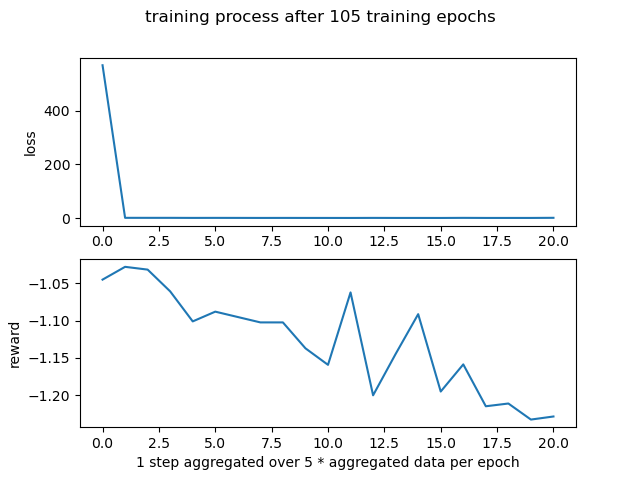 training process after 105 training epochs
loss
400
200
0
0.0 2.5 5.0 7.5 10.0 12.5 15.0 17.5 20.0
reward
−1.05
−1.10
−1.15
−1.20
0.0 2.5 5.0 7.5 10.0 12.5 15.0 17.5 20.0
1 step aggregated over 5 * aggregated data per epoch